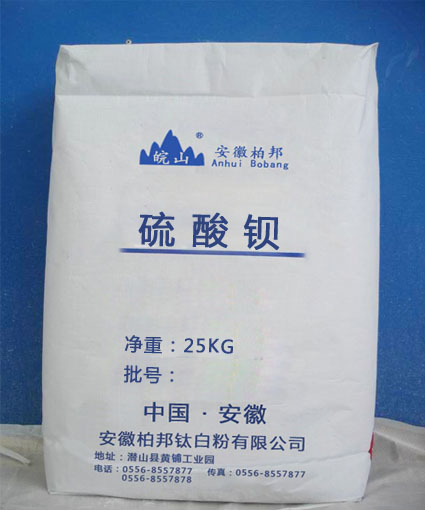 皖山 ® 安徽柏邦
Anhui Bobang
硫酸钡
净重：25KG
批号：
中国·安徽
安徽柏邦钛白粉有限公司
地址：潜山县黄铺工业园
电话：0556-8557877 传真：0556-8557877
0556-8557878